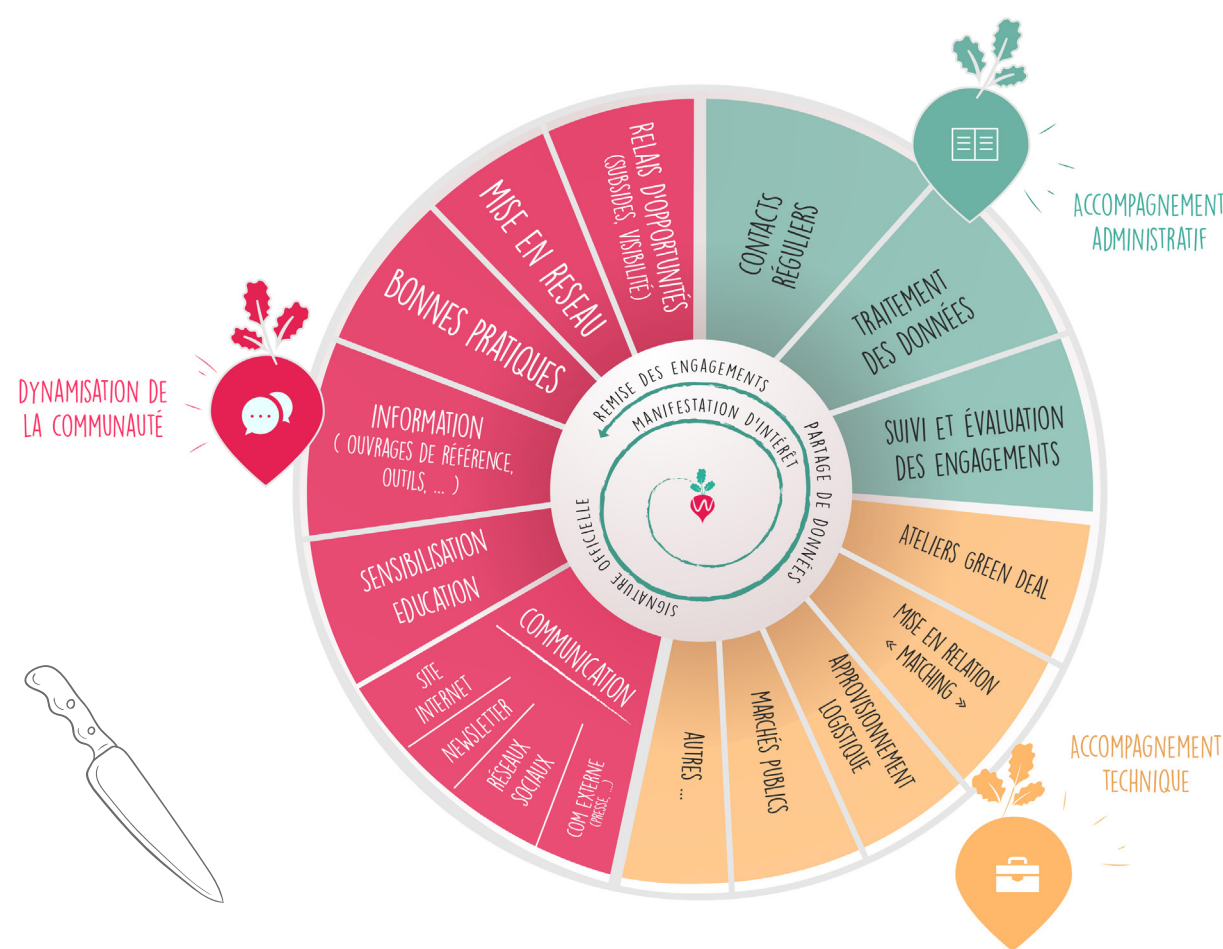 RELAIS D'OPPORTUNITÉS
(SUBSIDES, VISIBILITÉ)
MISE EN RESEAU
BONNES PRATIQUES
INFORMATION
( OUVRAGES DE RÉFÉRENCE,
OUTILS, ... )
SENSIBILISATION
EDUCATION
COMMUNICATION
SITE
INTERNET
NEWSLETTER
RÉSEAUX
SOCIAUX
COM EXTERNE
(PRESSE, ...)
DYNAMISATION DE
LA COMMUNAUTÉ
CONTACTS
RÉGULIERS
TRAITEMENT
DES DONNÉES
SUIVI ET ÉVALUATION
DES ENGAGEMENTS
ACCOMPAGNEMENT
ADMINISTRATIF
ATELIERS GREEN DEAL
MISE EN RELATION
« MATCHING »
APPROVISIONNEMENT
LOGISTIQUE
MARCHÉS PUBLICS
AUTRES ...
ACCOMPAGNEMENT
TECHNIQUE
REMISE DES ENGAGEMENTS
MANIFESTATION D'INTÉRÊT
PARTAGE DE DONNÉES
SIGNATURE OFFICIELLE